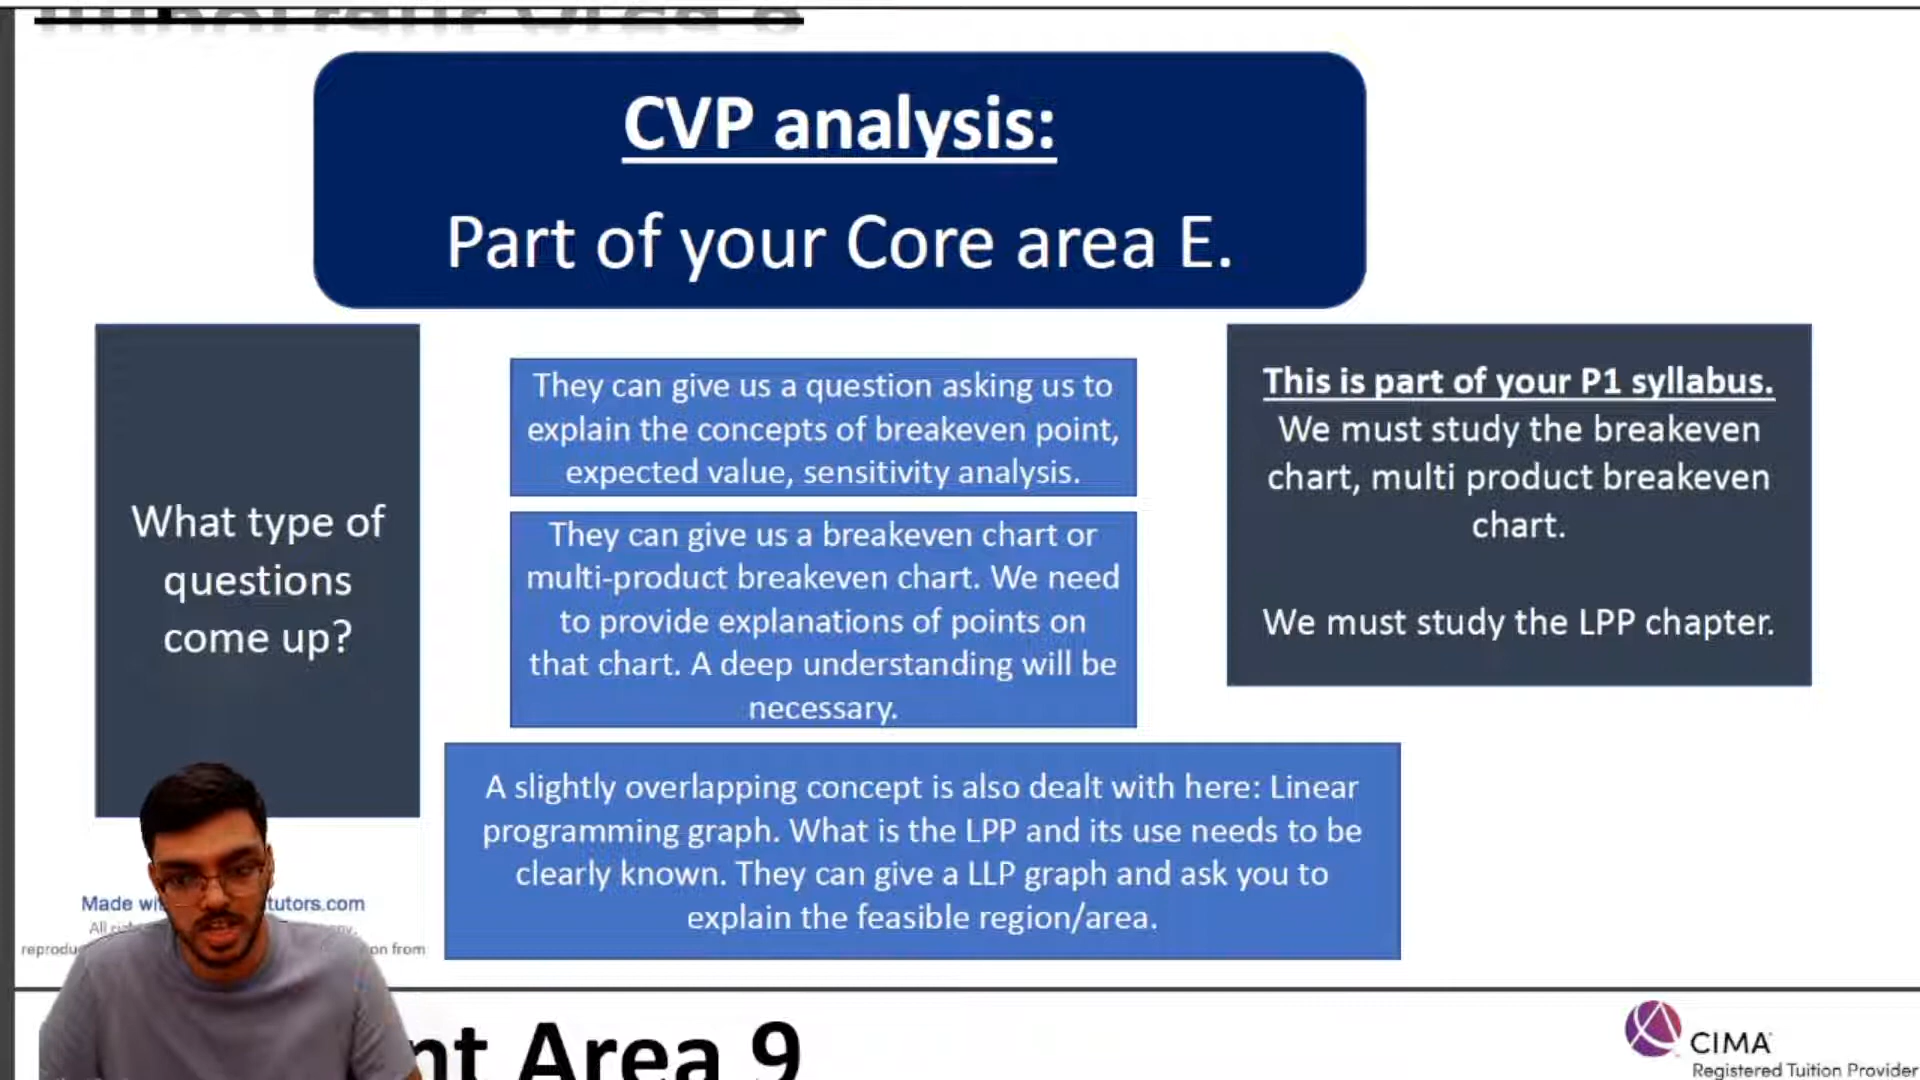 CVP analysis:
Part of your Core area E.
What type of
questions
come up?
They can give us a question asking us to
explain the concepts of breakeven point,
expected value, sensitivity analysis.
They can give us a breakeven chart or
multi-product breakeven chart. We need
to provide explanations of points on
that chart. A deep understanding will be
necessary.
A slightly overlapping concept is also dealt with here: Linear
programming graph. What is the LPP and its use needs to be
clearly known. They can give a LLP graph and ask you to
explain the feasible region/area.
This is part of your P1 syllabus.
We must study the breakeven
chart, multi product breakeven
chart.
We must study the LPP chapter.
Made tutors.com
All
on from
Area 9
CIMA
Registered Tuition Provider